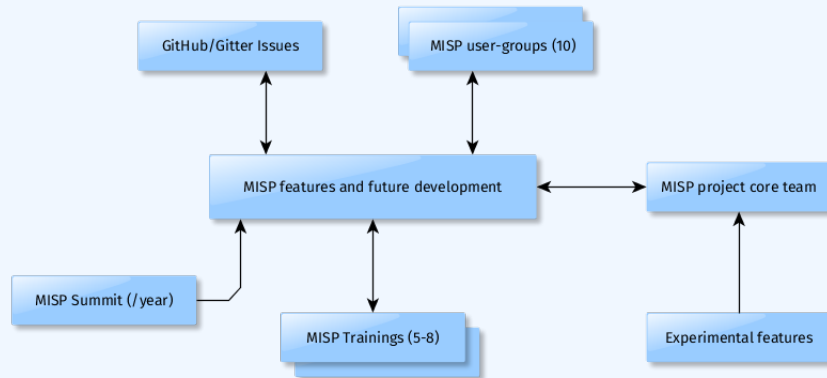 GitHub/Gitter Issues
MISP user-groups (10)
MISP features and future development
MISP project core team
MISP Summit (/year)
MISP Trainings (5-8)
Experimental features